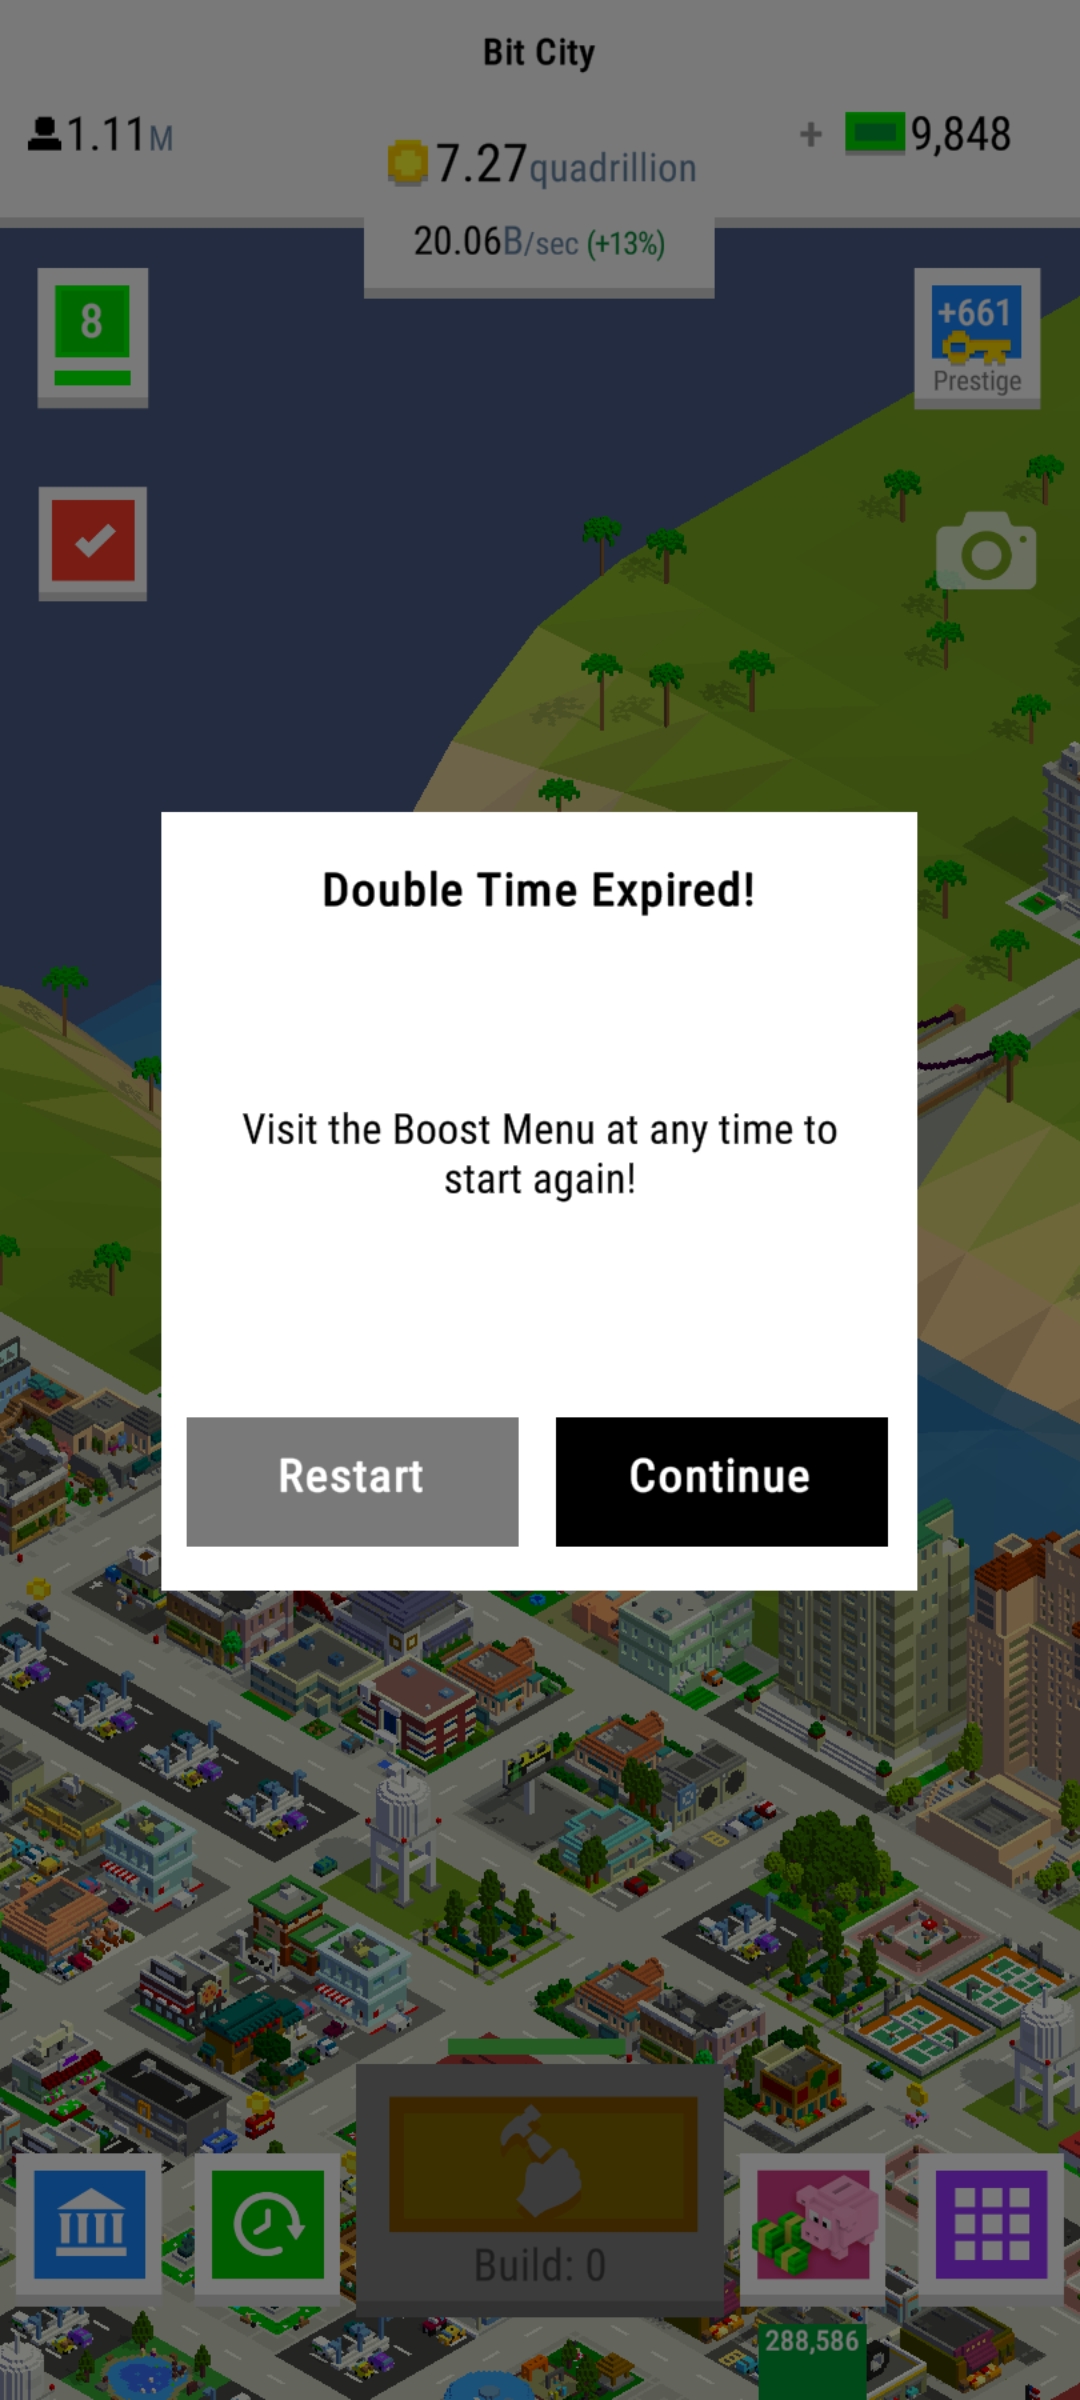 Bit City
1.11M
7.27quadrillion
+ 9,848
20.06B/sec (+13%)
8
+661
Prestige
Double Time Expired!
Visit the Boost Menu at any time to
start again!
Restart
Continue
Build: 0
288,586